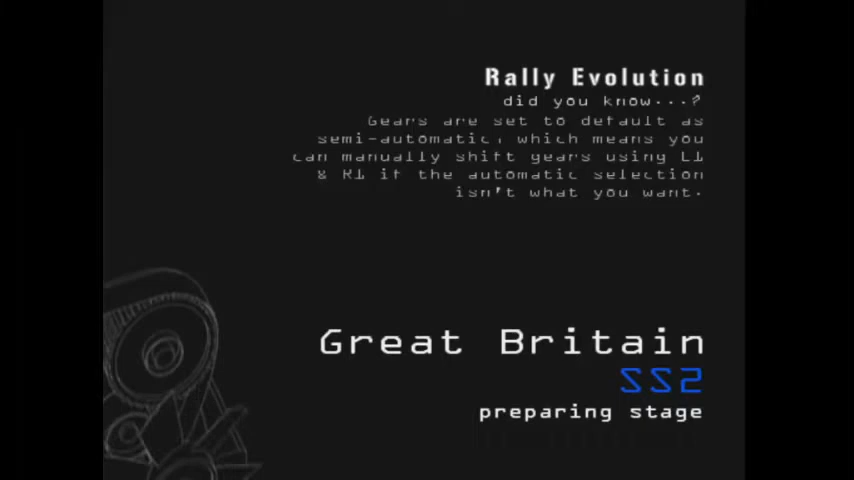 Rally Evolution
did you know...?
Gears are set to default as
semi-automatic, which means you
can manually shift gears using L1
& R1 if the automatic selection
isn't what you want.
Great Britain
SS2
preparing stage